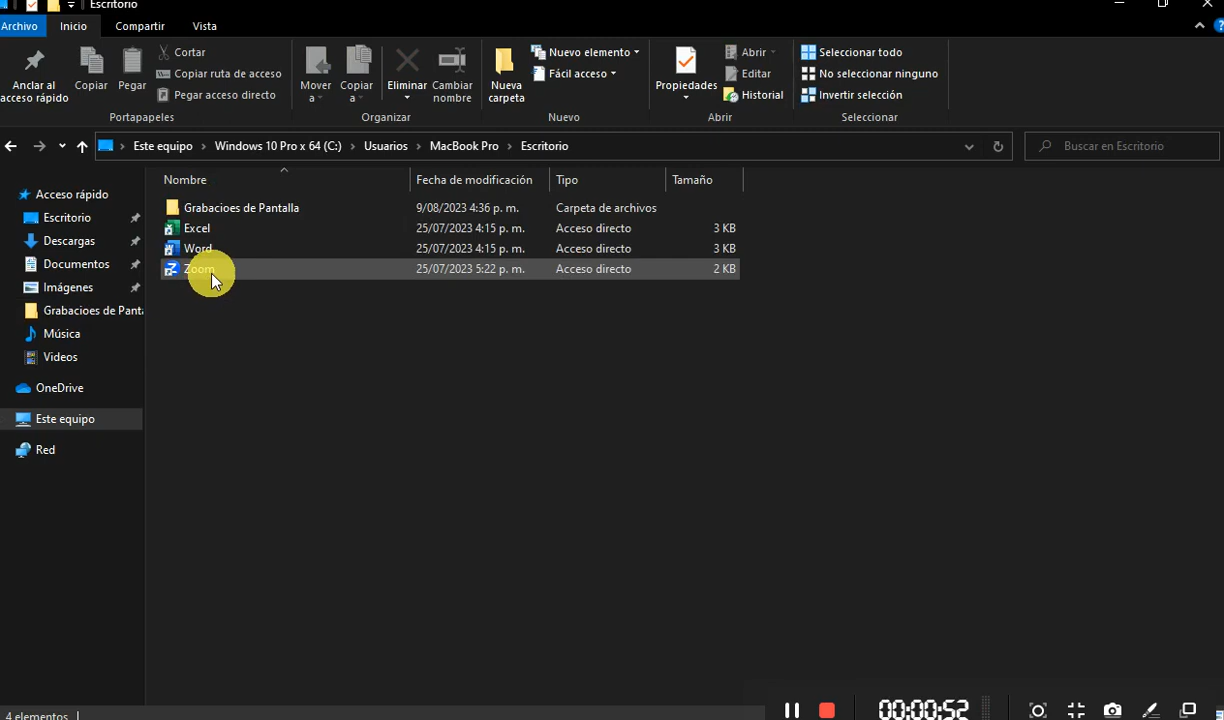 Escritorio
Archivo Inicio Compartir Vista
Anclar al acceso rápido
Copiar
Pegar
Cortar
Copiar ruta de acceso
Pegar acceso directo
Portapapeles
Mover a
Copiar a
Eliminar
Cambiar nombre
Organizar
Nueva carpeta
Nuevo elemento
Fácil acceso
Nuevo
Propiedades
Abrir
Editar
Historial
Abrir
Seleccionar todo
No seleccionar ninguno
Invertir selección
Seleccionar
Este equipo > Windows 10 Pro x 64 (C:) > Usuarios > MacBook Pro > Escritorio
Buscar en Escritorio
Acceso rápido
Escritorio
Descargas
Documentos
Imágenes
Grabacioes de Panta
Música
Videos
OneDrive
Este equipo
Red
Nombre Fecha de modificación Tipo Tamaño
Grabacioes de Pantalla 9/08/2023 4:36 p. m. Carpeta de archivos
Excel 25/07/2023 4:15 p. m. Acceso directo 3 KB
Word 25/07/2023 4:15 p. m. Acceso directo 3 KB
Zoom 25/07/2023 5:22 p. m. Acceso directo 2 KB
4 elementos
00:00:52